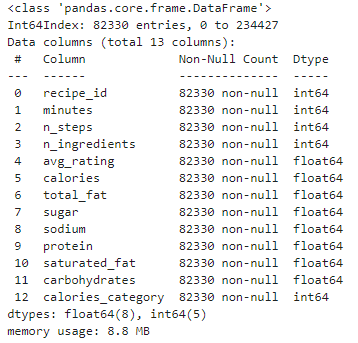 <class 'pandas.core.frame.DataFrame'>
Int64Index: 82330 entries, 0 to 234427
Data columns (total 13 columns):
 #   Column             Non-Null Count  Dtype
---  ------             --------------  -----
 0   recipe_id          82330 non-null  int64
 1   minutes            82330 non-null  int64
 2   n_steps            82330 non-null  int64
 3   n_ingredients      82330 non-null  int64
 4   avg_rating         82330 non-null  float64
 5   calories           82330 non-null  float64
 6   total_fat          82330 non-null  float64
 7   sugar              82330 non-null  float64
 8   sodium             82330 non-null  float64
 9   protein            82330 non-null  float64
 10  saturated_fat      82330 non-null  float64
 11  carbohydrates      82330 non-null  float64
 12  calories_category  82330 non-null  int64
dtypes: float64(8), int64(5)
memory usage: 8.8 MB